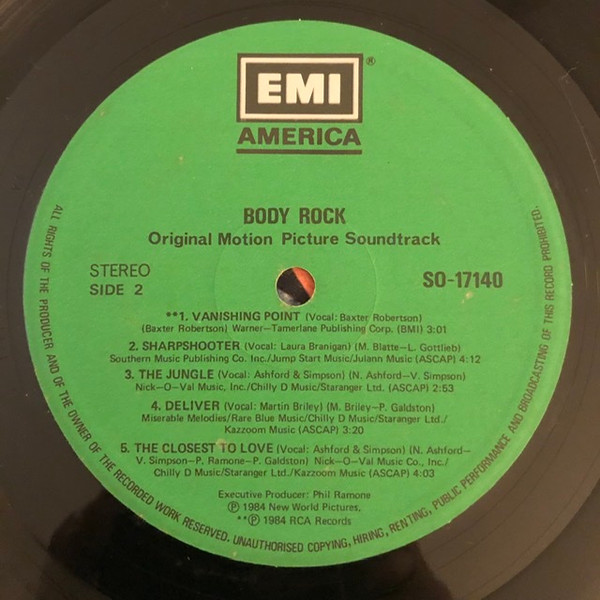 EMI
®
AMERICA
BODY ROCK
Original Motion Picture Soundtrack
STEREO
SIDE 2
SO-17140
**1. VANISHING POINT (Vocal: Baxter Robertson)
(Baxter Robertson) Warner-Tamerlane Publishing Corp. (BMI) 3:01
2. SHARPSHOOTER (Vocal: Laura Branigan) (M. Blatte-L. Gottlieb)
Southern Music Publishing Co. Inc./Jump Start Music/Julann Music (ASCAP) 4:12
3. THE JUNGLE (Vocal: Ashford & Simpson) (N. Ashford-V. Simpson)
Nick-O-Val Music, Inc./Chilly D Music/Staranger Ltd. (ASCAP) 2:53
4. DELIVER (Vocal: Martin Briley) (M. Briley-P. Galdston)
Miserable Melodies/Rare Blue Music/Chilly D Music/Staranger Ltd./
Kazzoom Music (ASCAP) 3:20
5. THE CLOSEST TO LOVE (Vocal: Ashford & Simpson) (N. Ashford-
V. Simpson-P. Ramone-P. Galdston) Nick-O-Val Music Co., Inc./
Chilly D Music/Staranger Ltd./Kazzoom Music (ASCAP) 4:03
Executive Producer: Phil Ramone
℗ 1984 New World Pictures,
**℗ 1984 RCA Records
ALL RIGHTS OF THE PRODUCER AND OF THE OWNER OF THE RECORDED WORK RESERVED. UNAUTHORISED COPYING, HIRING, RENTING, PUBLIC PERFORMANCE AND BROADCASTING OF THIS RECORD PROHIBITED.